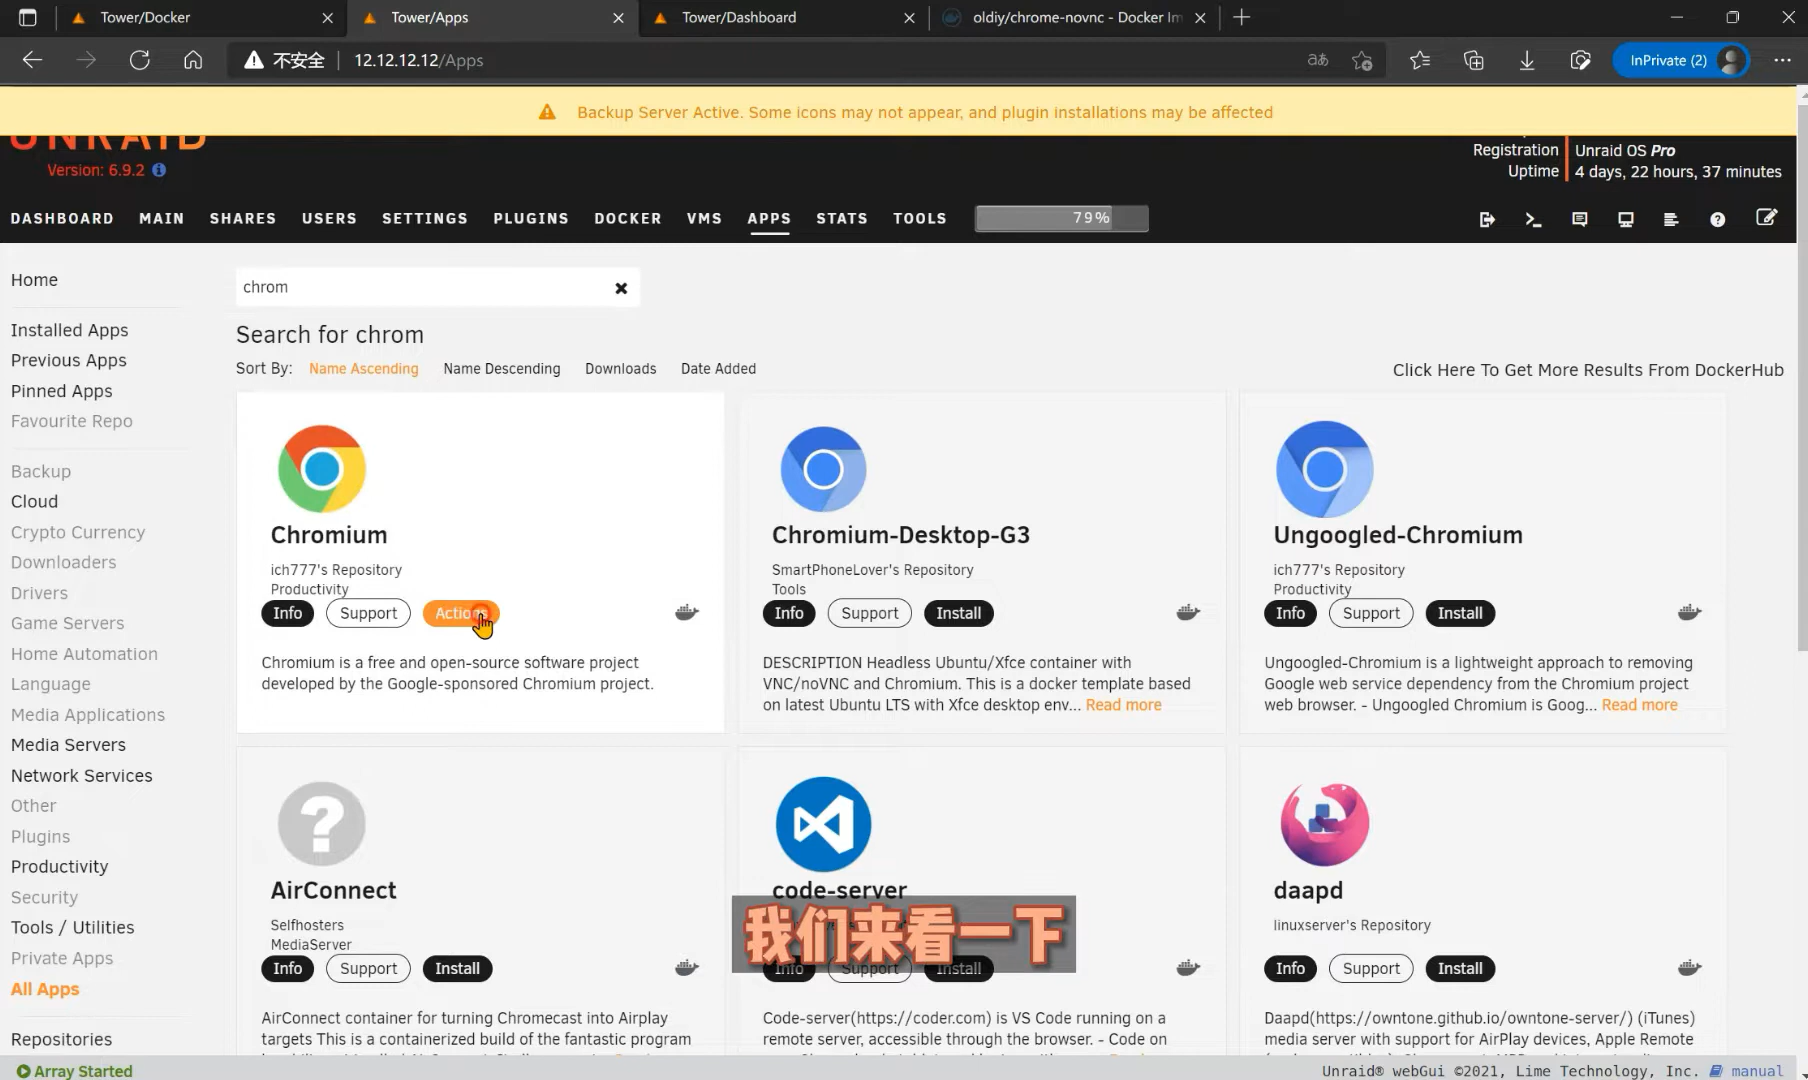 Tower/Docker
Tower/Apps
Tower/Dashboard
oldiy/chrome-novnc - Docker Im
不安全
12.12.12.12/Apps
InPrivate (2)
Backup Server Active. Some icons may not appear, and plugin installations may be affected
UNRAID
Version: 6.9.2
Registration
Unraid OS Pro
Uptime
4 days, 22 hours, 37 minutes
DASHBOARD MAIN SHARES USERS SETTINGS PLUGINS DOCKER VMS APPS STATS TOOLS
79%
Home
Installed Apps
Previous Apps
Pinned Apps
Favourite Repo
Backup
Cloud
Crypto Currency
Downloaders
Drivers
Game Servers
Home Automation
Language
Media Applications
Media Servers
Network Services
Other
Plugins
Productivity
Security
Tools / Utilities
Private Apps
All Apps
Repositories
chrom
Search for chrom
Sort By: Name Ascending Name Descending Downloads Date Added
Click Here To Get More Results From DockerHub
Chromium
ich777's Repository
Productivity
Info Support
Chromium is a free and open-source software project
developed by the Google-sponsored Chromium project.
Chromium-Desktop-G3
SmartPhoneLover's Repository
Tools
Info Support Install
DESCRIPTION Headless Ubuntu/Xfce container with
VNC/noVNC and Chromium. This is a docker template based
on latest Ubuntu LTS with Xfce desktop env... Read more
Ungoogled-Chromium
ich777's Repository
Productivity
Info Support Install
Ungoogled-Chromium is a lightweight approach to removing
Google web service dependency from the Chromium project
web browser. - Ungoogled Chromium is Goog... Read more
AirConnect
Selfhosters
MediaServer
Info Support Install
AirConnect container for turning Chromecast into Airplay
targets This is a containerized build of the fantastic program
code-server
我们来看一下
Info Support Install
Code-server(https://coder.com) is VS Code running on a
remote server, accessible through the browser. - Code on
daapd
linuxserver's Repository
Info Support Install
Daapd(https://owntone.github.io/owntone-server/) (iTunes)
media server with support for AirPlay devices, Apple Remote
Array Started
Unraid® webGui ©2021, Lime Technology, Inc. manual